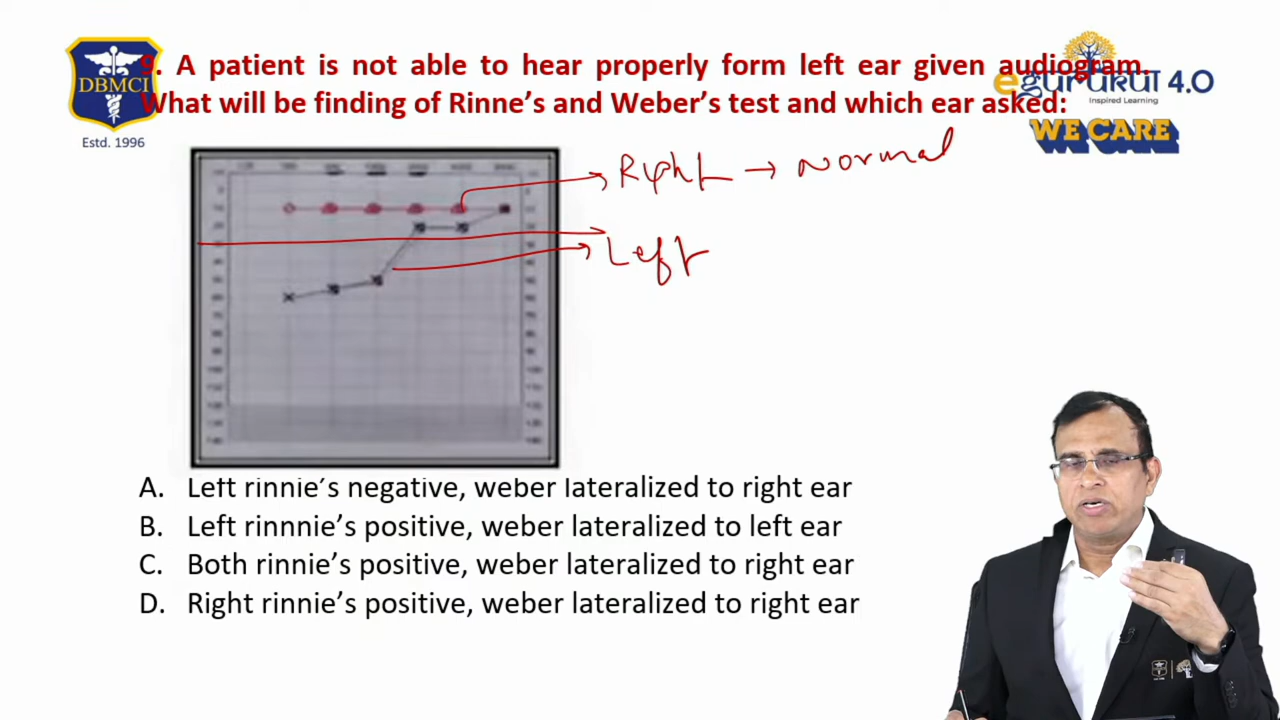 9. A patient is not able to hear properly form left ear given audiogram.
What will be finding of Rinne's and Weber's test and which ear asked:
DBMCI
Estd. 1996
eGurukul 4.0
Inspired Learning
WE CARE
Right → Normal
Left
A. Left rinnie's negative, weber lateralized to right ear
B. Left rinnnie's positive, weber lateralized to left ear
C. Both rinnie's positive, weber lateralized to right ear
D. Right rinnie's positive, weber lateralized to right ear